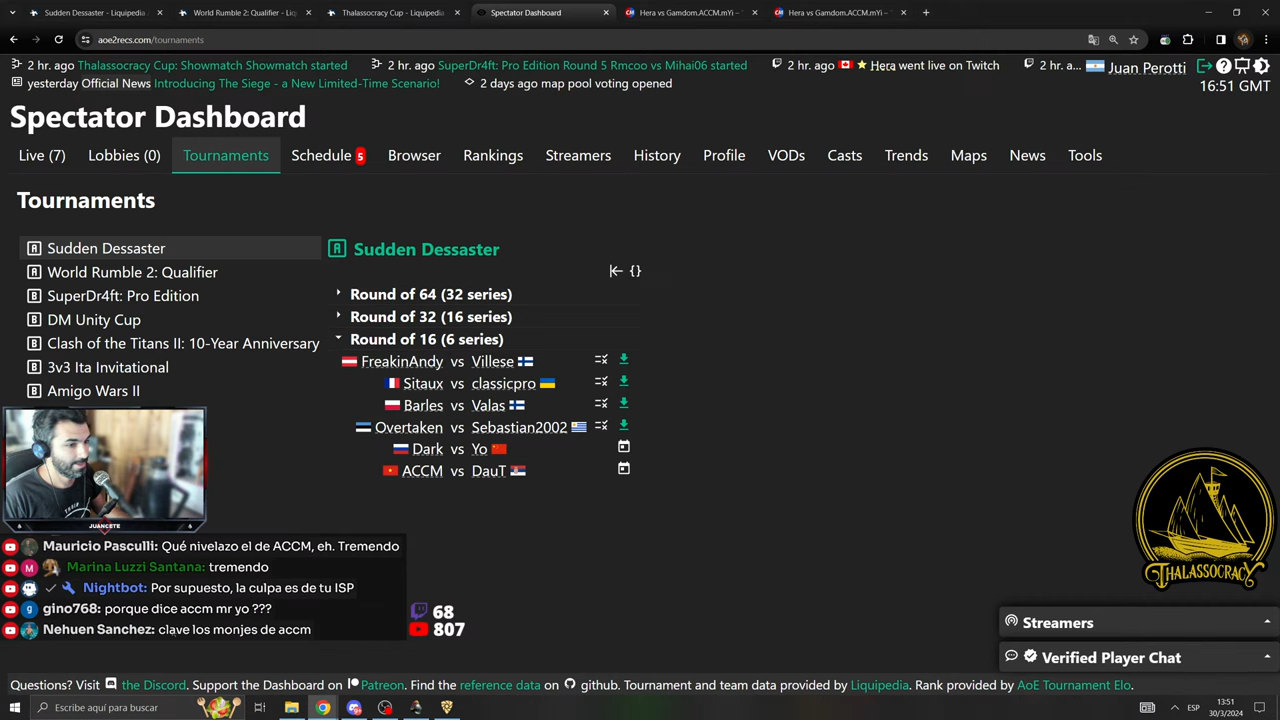 Sudden Dessaster - Liquipedia
World Rumble 2: Qualifier - Liq
Thalassocracy Cup - Liquipedia
Spectator Dashboard
Hera vs Gamdom.ACCM.mYi – 
Hera vs Gamdom.ACCM.mYi – 
aoe2recs.com/tournaments
2 hr. ago Thalassocracy Cup: Showmatch Showmatch started
2 hr. ago SuperDr4ft: Pro Edition Round 5 Rmcoo vs Mihai06 started
2 hr. ago Hera went live on Twitch
2 hr. a...
Juan Perotti
yesterday Official News Introducing The Siege - a New Limited-Time Scenario!
2 days ago map pool voting opened
16:51 GMT
Spectator Dashboard
Live (7) Lobbies (0) Tournaments Schedule 5 Browser Rankings Streamers History Profile VODs Casts Trends Maps News Tools
Tournaments
A Sudden Dessaster
A World Rumble 2: Qualifier
B SuperDr4ft: Pro Edition
B DM Unity Cup
B Clash of the Titans II: 10-Year Anniversary
B 3v3 Ita Invitational
B Amigo Wars II
A Sudden Dessaster
{}
Round of 64 (32 series)
Round of 32 (16 series)
Round of 16 (6 series)
FreakinAndy vs Villese
Sitaux vs classicpro
Barles vs Valas
Overtaken vs Sebastian2002
Dark vs Yo
ACCM vs DauT
JUANCETE
Mauricio Pasculli: Qué nivelazo el de ACCM, eh. Tremendo
M Marina Luzzi Santana: tremendo
Nightbot: Por supuesto, la culpa es de tu ISP
g gino768: porque dice accm mr yo ???
Nehuen Sanchez: clave los monjes de accm
68
807
THALASSOCRACY
Streamers
Verified Player Chat
Questions? Visit the Discord. Support the Dashboard on Patreon. Find the reference data on github. Tournament and team data provided by Liquipedia. Rank provided by AoE Tournament Elo.
Escribe aquí para buscar
ESP
13:51
30/3/2024